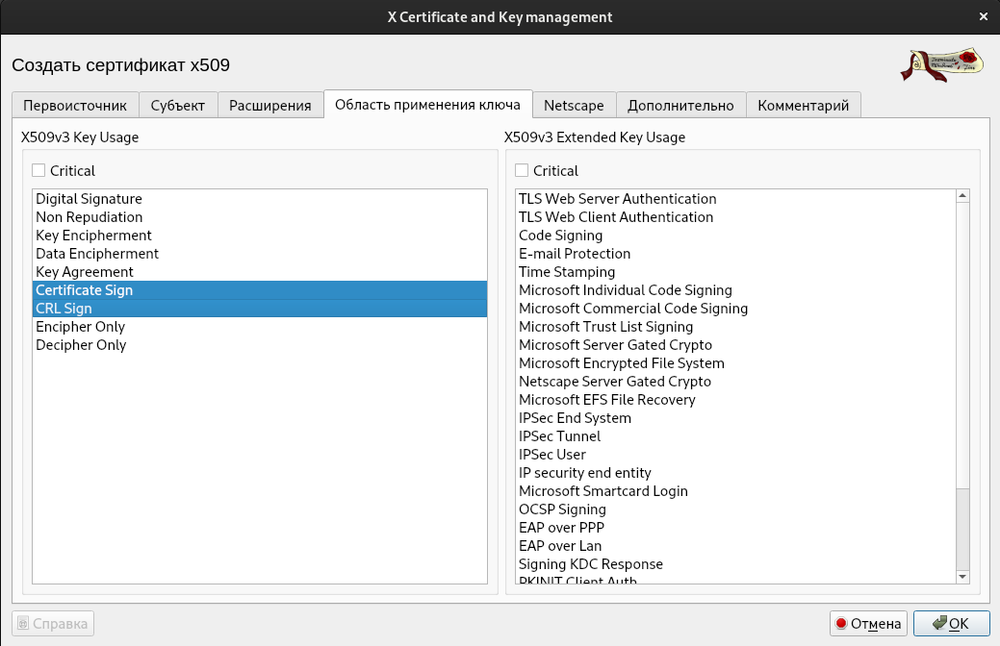 X Certificate and Key management
Создать сертификат x509
Первоисточник
Субъект
Расширения
Область применения ключа
Netscape
Дополнительно
Комментарий
X509v3 Key Usage
Critical
Digital Signature
Non Repudiation
Key Encipherment
Data Encipherment
Key Agreement
Certificate Sign
CRL Sign
Encipher Only
Decipher Only
X509v3 Extended Key Usage
Critical
TLS Web Server Authentication
TLS Web Client Authentication
Code Signing
E-mail Protection
Time Stamping
Microsoft Individual Code Signing
Microsoft Commercial Code Signing
Microsoft Trust List Signing
Microsoft Server Gated Crypto
Microsoft Encrypted File System
Netscape Server Gated Crypto
Microsoft EFS File Recovery
IPSec End System
IPSec Tunnel
IPSec User
IP security end entity
Microsoft Smartcard Login
OCSP Signing
EAP over PPP
EAP over Lan
Signing KDC Response
PKINIT Client Auth
Справка
Отмена
OK